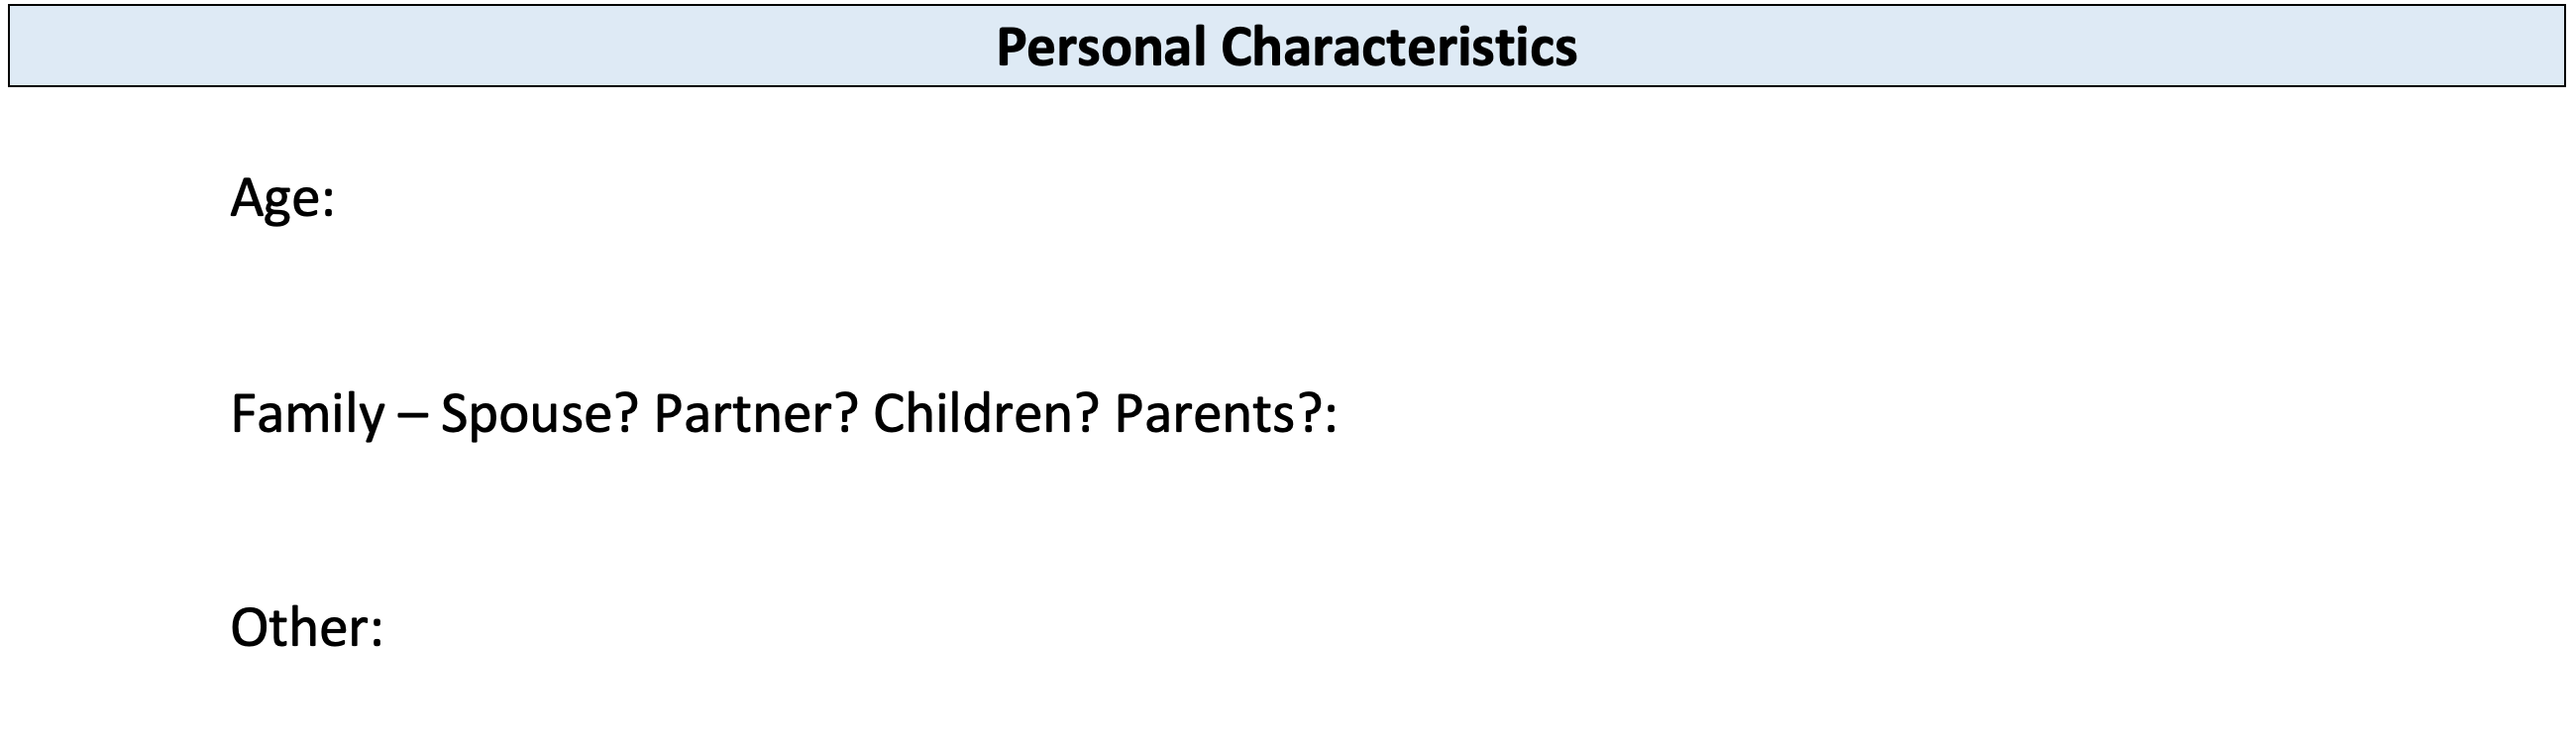 Personal Characteristics
Age:
Family – Spouse? Partner? Children? Parents?:
Other: